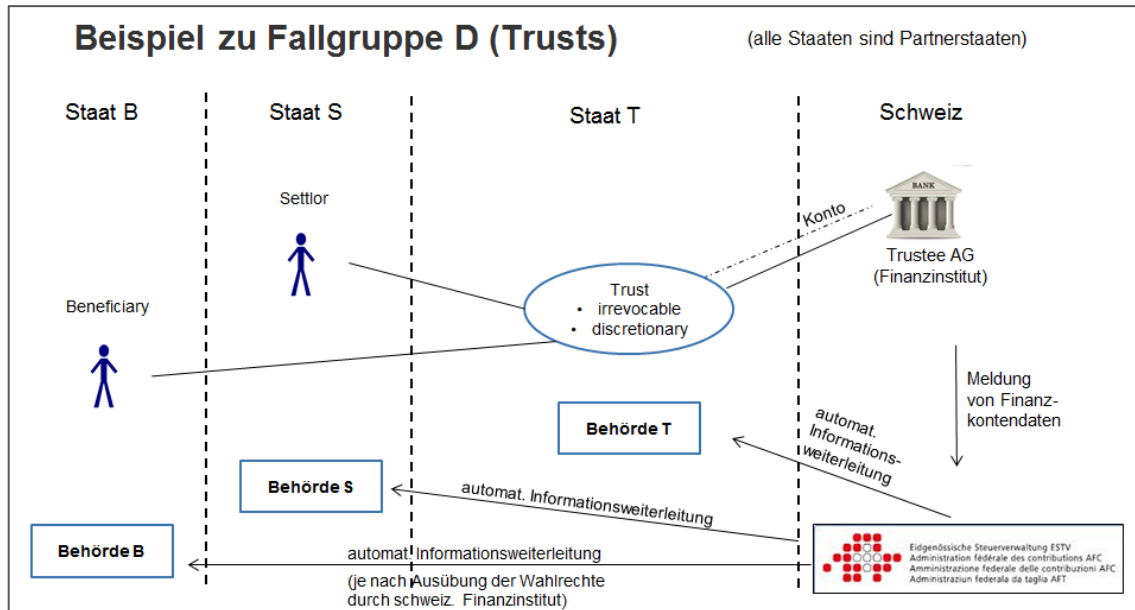 Beispiel zu Fallgruppe D (Trusts)
(alle Staaten sind Partnerstaaten)
Staat B
Staat S
Staat T
Schweiz
BANK
Settlor
Konto
Trustee AG
(Finanzinstitut)
Trust
• irrevocable
• discretionary
Beneficiary
Meldung
von Finanz-
kontendaten
automat.
Informations-
weiterleitung
Behörde T
Behörde S
automat. Informationsweiterleitung
Behörde B
automat. Informationsweiterleitung
(je nach Ausübung der Wahlrechte
durch schweiz. Finanzinstitut)
Eidgenössische Steuerverwaltung ESTV
Administration fédérale des contributions AFC
Amministrazione federale delle contribuzioni AFC
Administraziun federala da taglia AFT